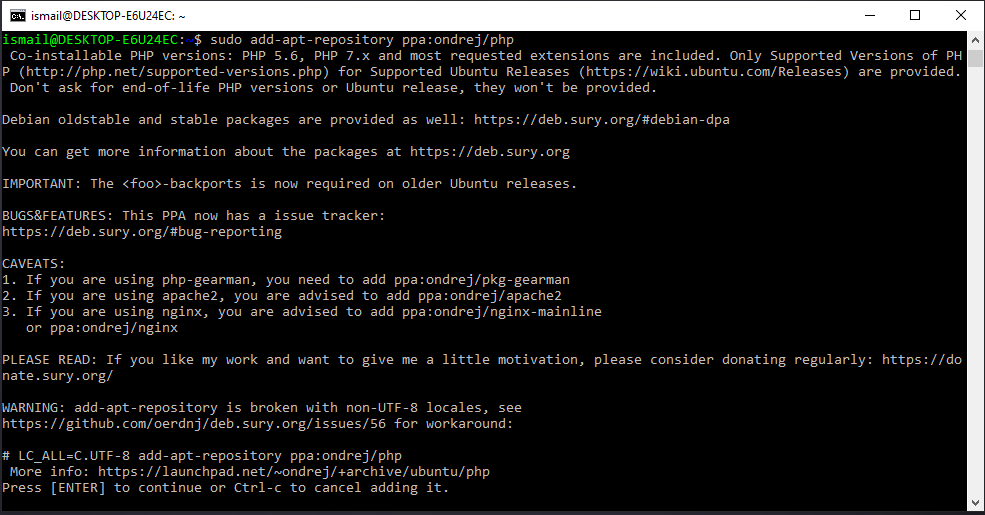 ismail@DESKTOP-E6U24EC: ~
ismail@DESKTOP-E6U24EC:~$ sudo add-apt-repository ppa:ondrej/php
 Co-installable PHP versions: PHP 5.6, PHP 7.x and most requested extensions are included. Only Supported Versions of PH
P (http://php.net/supported-versions.php) for Supported Ubuntu Releases (https://wiki.ubuntu.com/Releases) are provided.
 Don't ask for end-of-life PHP versions or Ubuntu release, they won't be provided.

Debian oldstable and stable packages are provided as well: https://deb.sury.org/#debian-dpa

You can get more information about the packages at https://deb.sury.org

IMPORTANT: The <foo>-backports is now required on older Ubuntu releases.

BUGS&FEATURES: This PPA now has a issue tracker:
https://deb.sury.org/#bug-reporting

CAVEATS:
1. If you are using php-gearman, you need to add ppa:ondrej/pkg-gearman
2. If you are using apache2, you are advised to add ppa:ondrej/apache2
3. If you are using nginx, you are advised to add ppa:ondrej/nginx-mainline
   or ppa:ondrej/nginx

PLEASE READ: If you like my work and want to give me a little motivation, please consider donating regularly: https://do
nate.sury.org/

WARNING: add-apt-repository is broken with non-UTF-8 locales, see
https://github.com/oerdnj/deb.sury.org/issues/56 for workaround:

# LC_ALL=C.UTF-8 add-apt-repository ppa:ondrej/php
 More info: https://launchpad.net/~ondrej/+archive/ubuntu/php
Press [ENTER] to continue or Ctrl-c to cancel adding it.